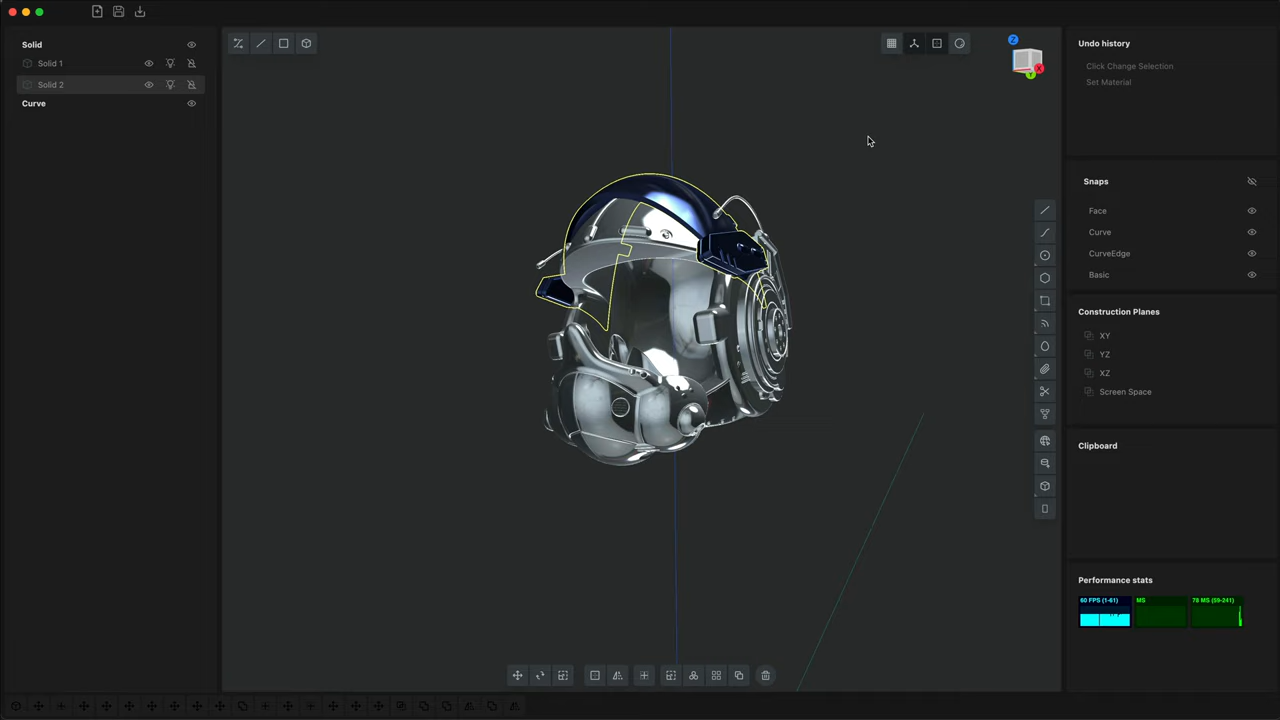 Solid
Solid 1
Solid 2
Curve
Z
X
Y
Undo history
Click Change Selection
Set Material
Snaps
Face
Curve
CurveEdge
Basic
Construction Planes
XY
YZ
XZ
Screen Space
Clipboard
Performance stats
60 FPS (1-61)
MS
78 MS (59-241)